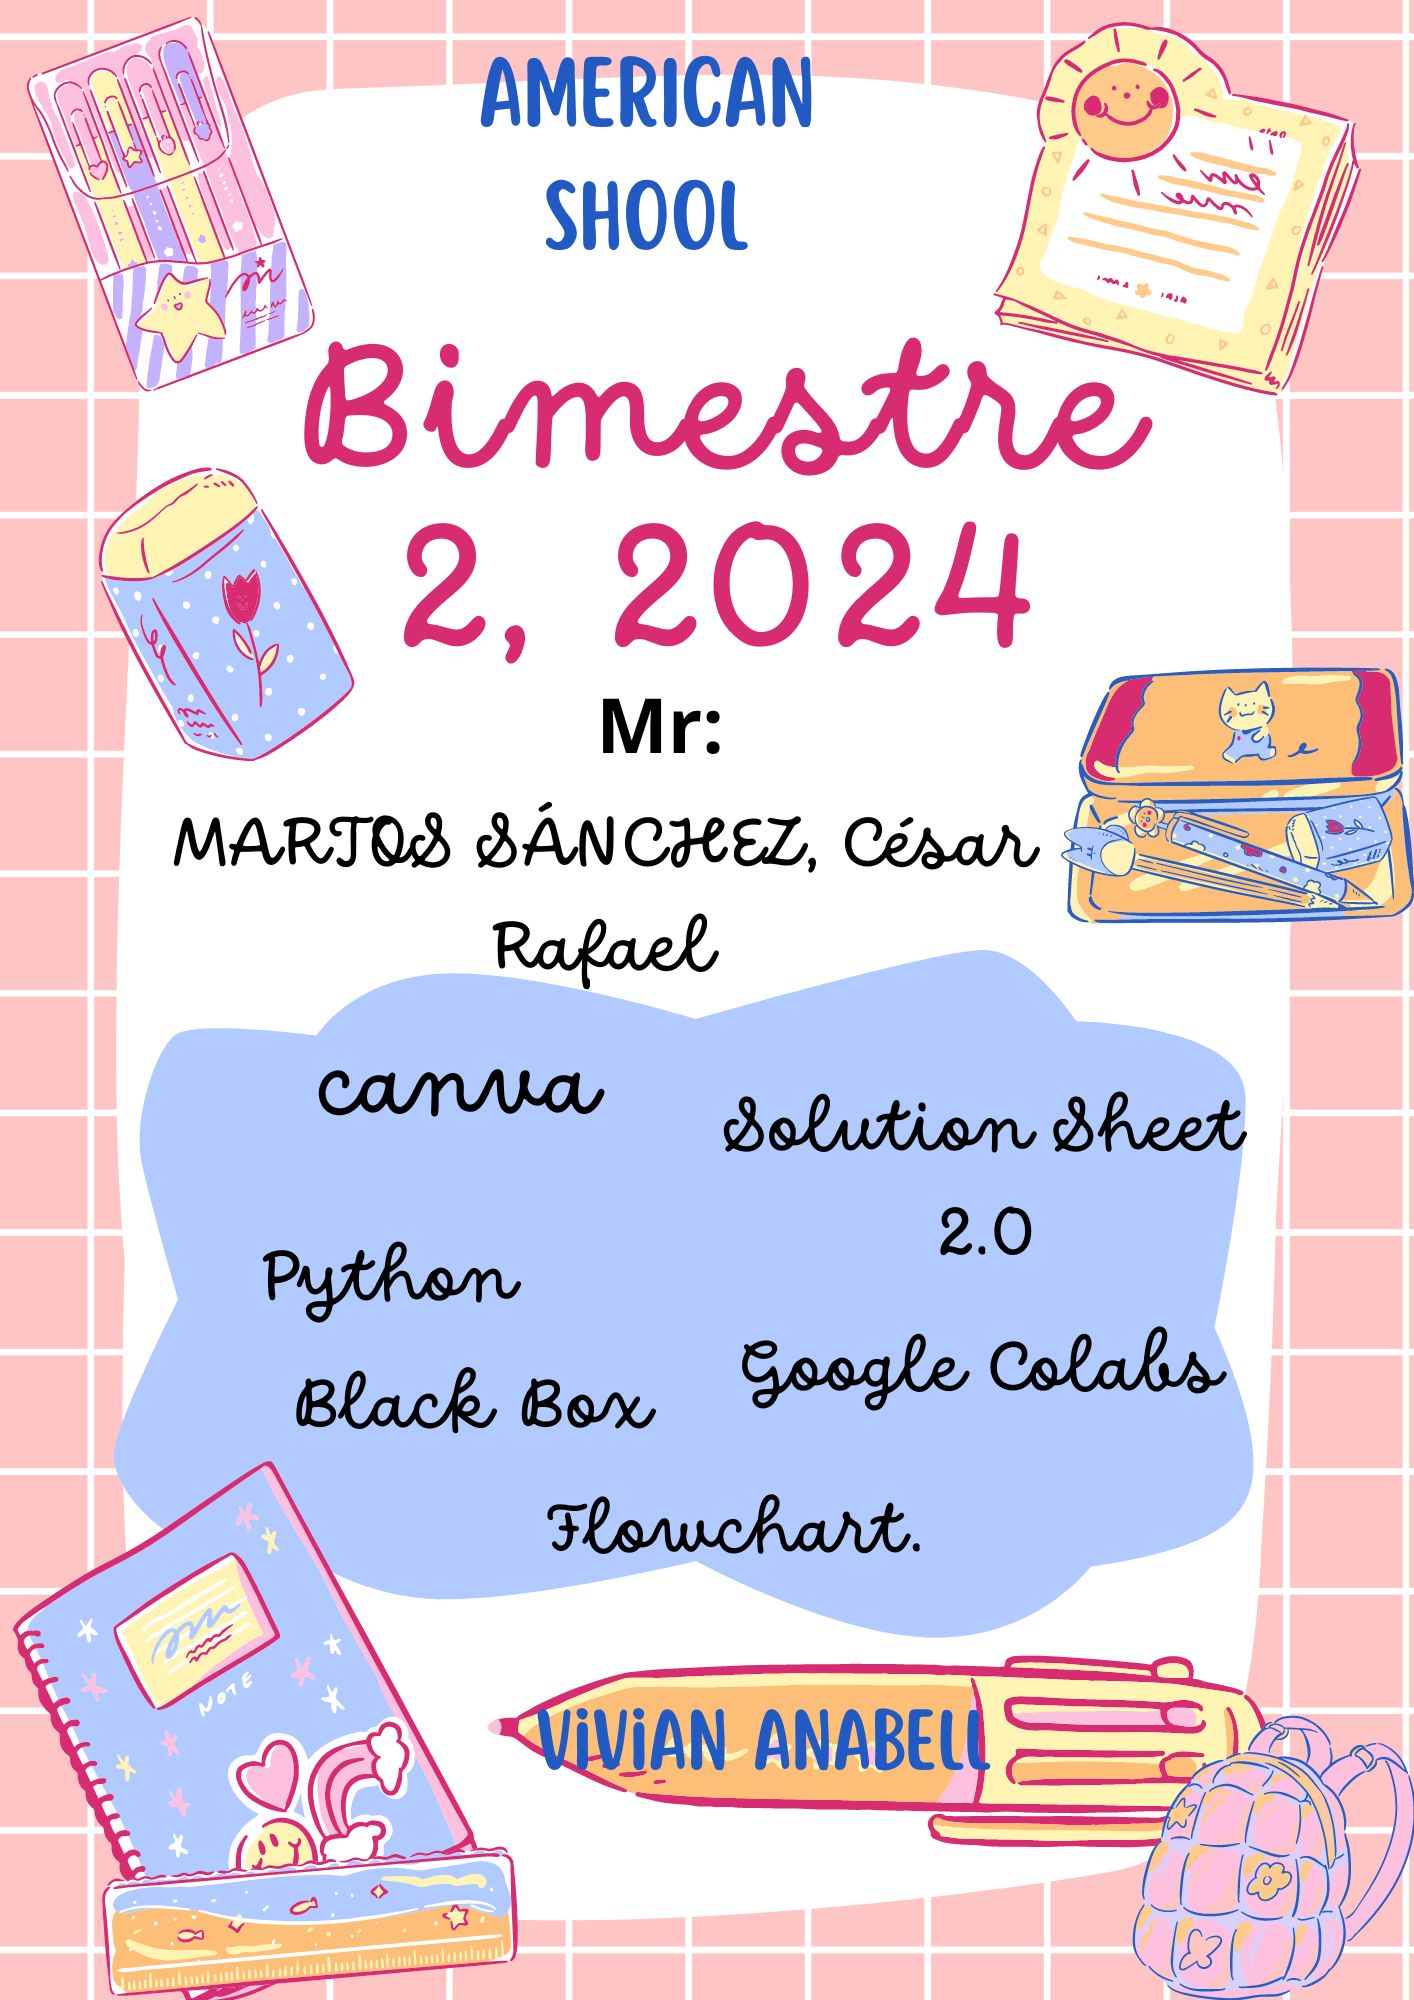 AMERICAN
SHOOL
Bimestre
2, 2024
Mr:
MARTOS SÁNCHEZ, César
Rafael
canva
Solution Sheet
2.0
Python
Google Colabs
Black Box
Flowchart.
NOTE
ViViAN ANABELL